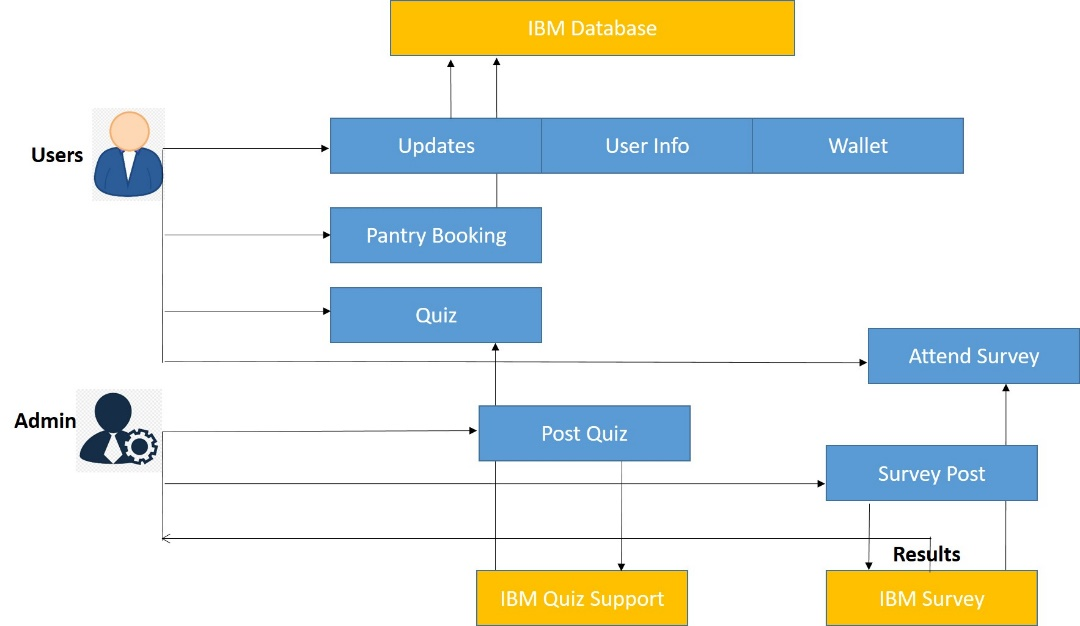 IBM Database
Users
Updates
User Info
Wallet
Pantry Booking
Quiz
Attend Survey
Admin
Post Quiz
Survey Post
Results
IBM Quiz Support
IBM Survey